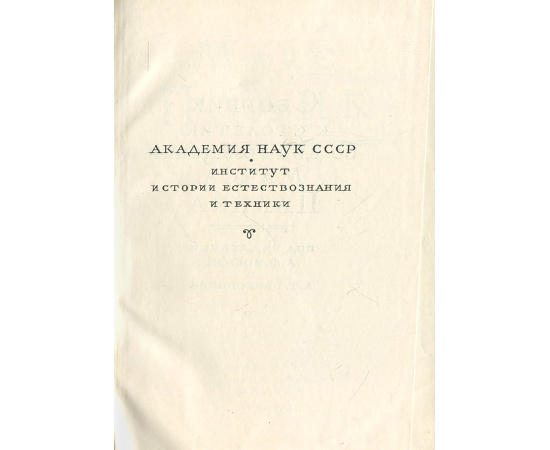 АКАДЕМИЯ НАУК СССР
ИНСТИТУТ
ИСТОРИИ ЕСТЕСТВОЗНАНИЯ
И ТЕХНИКИ